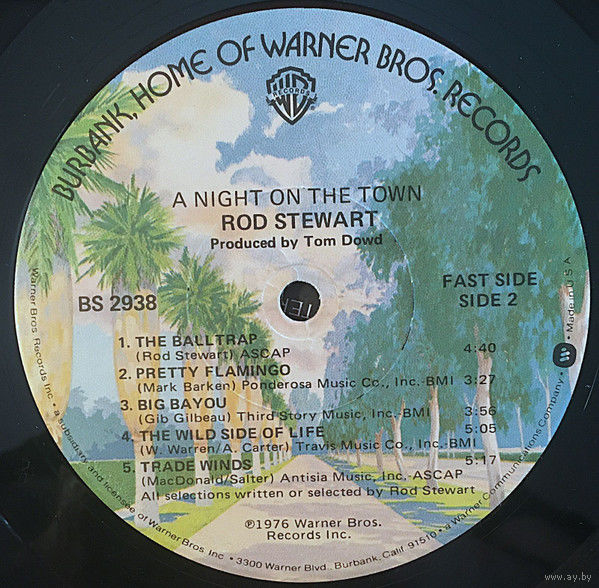 BURBANK, HOME OF WARNER BROS. RECORDS
WB
RECORDS
A NIGHT ON THE TOWN
ROD STEWART
Produced by Tom Dowd
BS 2938
FAST SIDE
SIDE 2
1. THE BALLTRAP
(Rod Stewart) ASCAP 4:40
2. PRETTY FLAMINGO
(Mark Barken) Ponderosa Music Co., Inc.-BMI 3:27
3. BIG BAYOU
(Gib Gilbeau) Third Story Music, Inc.-BMI 3:56
4. THE WILD SIDE OF LIFE 5:05
(W. Warren/A. Carter) Travis Music Co., Inc.-BMI
5. TRADE WINDS 5:17
(MacDonald/Salter) Antisia Music, Inc.-ASCAP
All selections written or selected by Rod Stewart
℗1976 Warner Bros.
Records Inc.
Warner Bros. Records Inc. • a subsidiary and licensee of Warner Bros. Inc. • 3300 Warner Blvd., Burbank, Calif. 91510 • a Warner Communications Company • Made in U.S.A.
www.ay.by